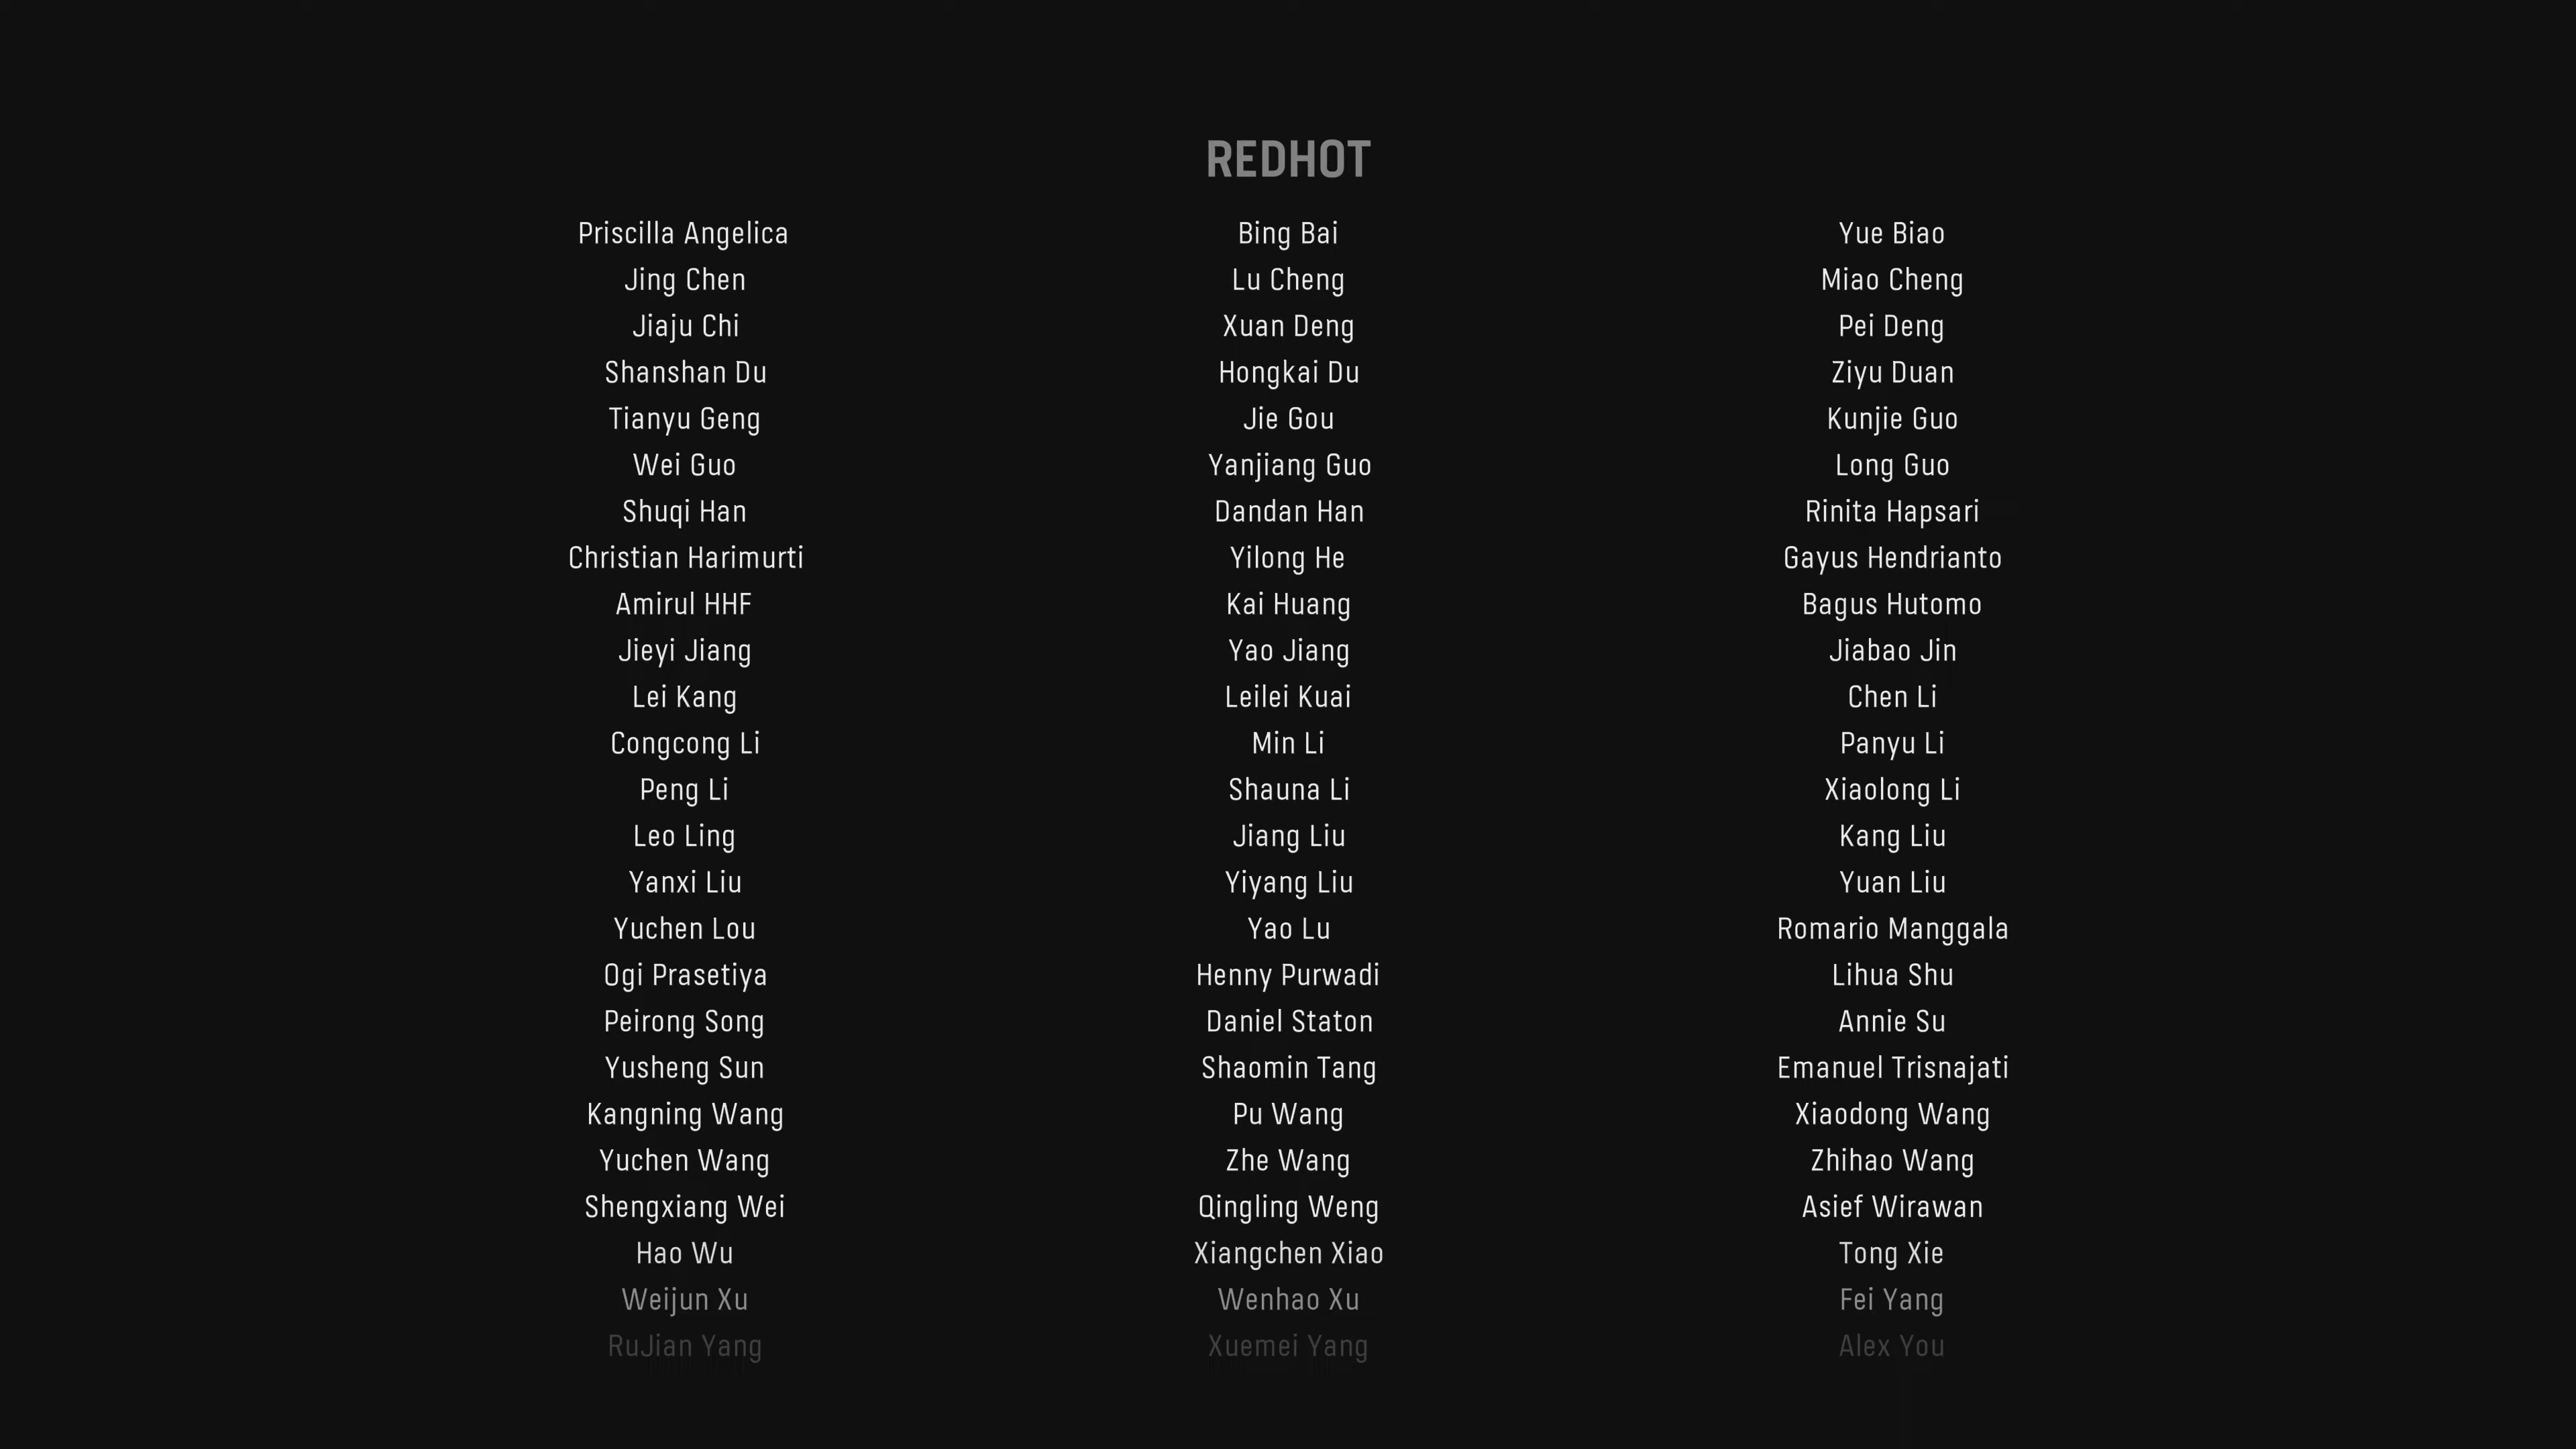 REDHOT
Priscilla Angelica Bing Bai Yue Biao
Jing Chen Lu Cheng Miao Cheng
Jiaju Chi Xuan Deng Pei Deng
Shanshan Du Hongkai Du Ziyu Duan
Tianyu Geng Jie Gou Kunjie Guo
Wei Guo Yanjiang Guo Long Guo
Shuqi Han Dandan Han Rinita Hapsari
Christian Harimurti Yilong He Gayus Hendrianto
Amirul HHF Kai Huang Bagus Hutomo
Jieyi Jiang Yao Jiang Jiabao Jin
Lei Kang Leilei Kuai Chen Li
Congcong Li Min Li Panyu Li
Peng Li Shauna Li Xiaolong Li
Leo Ling Jiang Liu Kang Liu
Yanxi Liu Yiyang Liu Yuan Liu
Yuchen Lou Yao Lu Romario Manggala
Ogi Prasetiya Henny Purwadi Lihua Shu
Peirong Song Daniel Staton Annie Su
Yusheng Sun Shaomin Tang Emanuel Trisnajati
Kangning Wang Pu Wang Xiaodong Wang
Yuchen Wang Zhe Wang Zhihao Wang
Shengxiang Wei Qingling Weng Asief Wirawan
Hao Wu Xiangchen Xiao Tong Xie
Weijun Xu Wenhao Xu Fei Yang
RuJian Yang Xuemei Yang Alex You